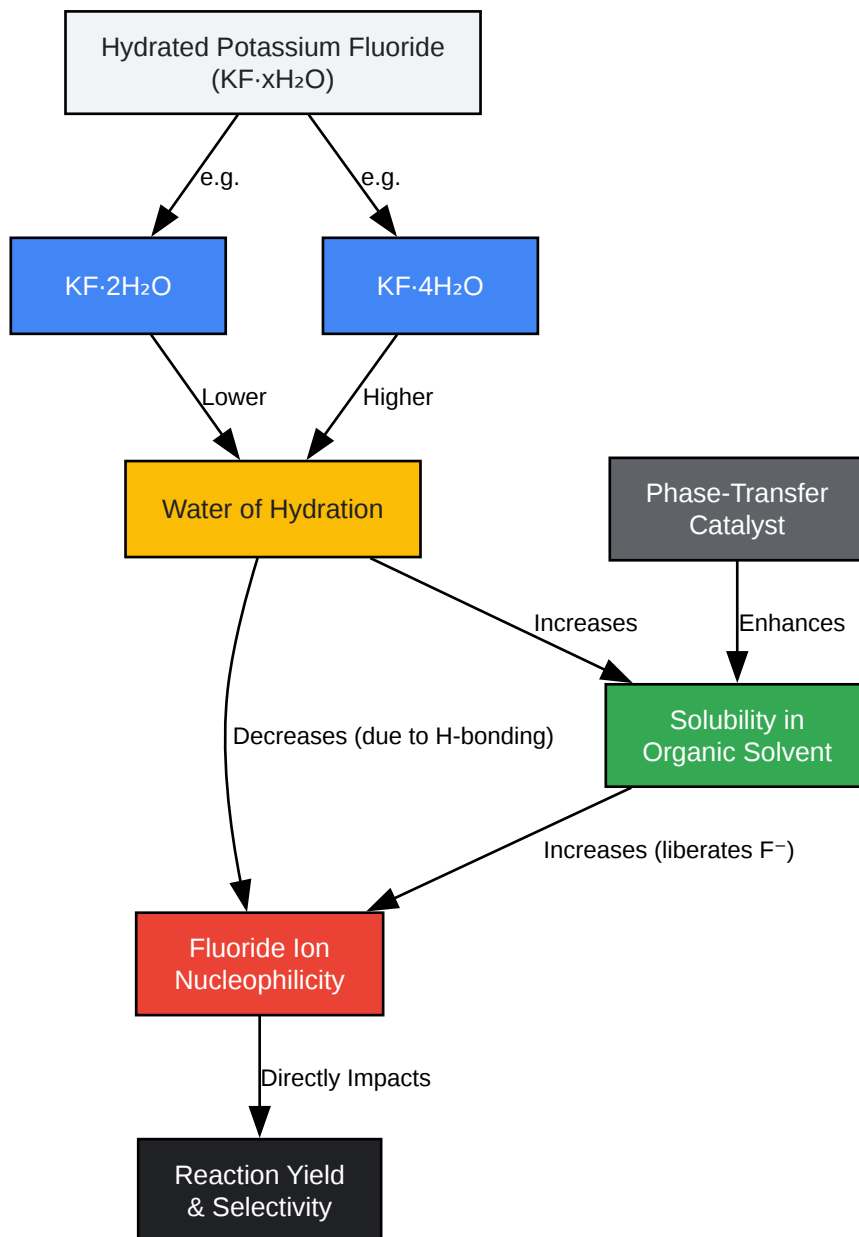 Hydrated Potassium Fluoride
(KF·xH₂O)
e.g.
e.g.
KF·2H₂O
KF·4H₂O
Lower
Higher
Water of Hydration
Phase-Transfer
Catalyst
Increases
Enhances
Solubility in
Organic Solvent
Decreases (due to H-bonding)
Increases (liberates F⁻)
Fluoride Ion
Nucleophilicity
Directly Impacts
Reaction Yield
& Selectivity